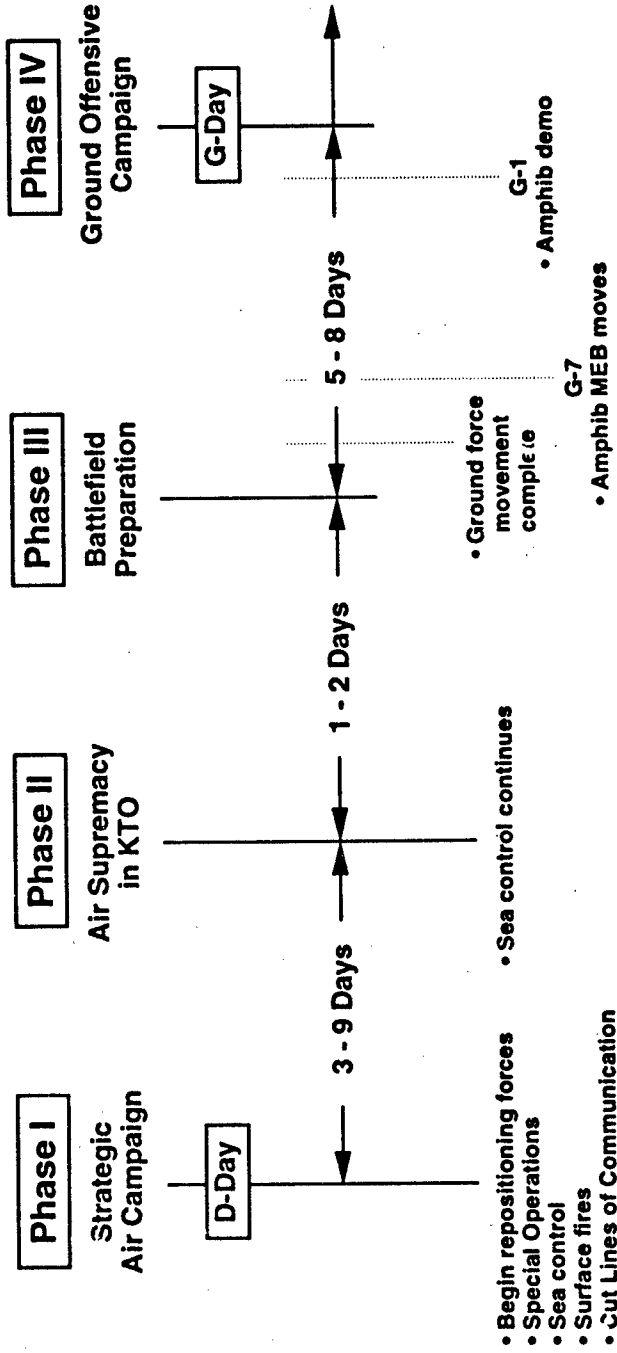 Phase I
Strategic
Air Campaign
D-Day
3 - 9 Days
• Begin repositioning forces
• Special Operations
• Sea control
• Surface fires
• Cut Lines of Communication
Phase II
Air Supremacy
in KTO
1 - 2 Days
• Sea control continues
Phase III
Battlefield
Preparation
5 - 8 Days
• Ground force
movement
complete
G-7
• Amphib MEB moves
Phase IV
Ground Offensive
Campaign
G-Day
G-1
• Amphib demo